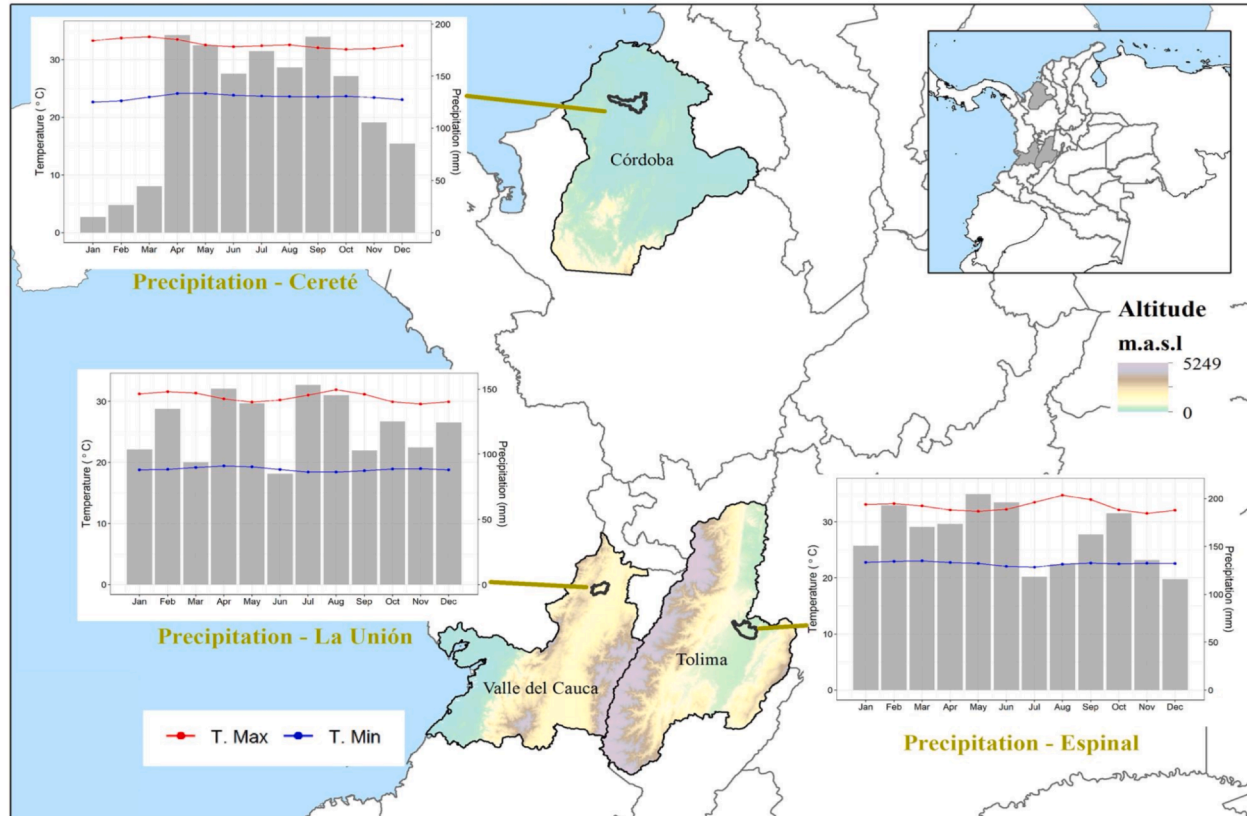 200
150
100
50
0
30
20
10
0
Temperature ( ° C)
Precipitation (mm)
Jan Feb Mar Apr May Jun Jul Aug Sep Oct Nov Dec
Precipitation - Cereté
Córdoba
Altitude
m.a.s.l
5249
0
150
100
50
0
30
20
10
0
Temperature ( ° C)
Precipitation (mm)
Jan Feb Mar Apr May Jun Jul Aug Sep Oct Nov Dec
Precipitation - La Unión
Valle del Cauca
Tolima
200
150
100
50
0
30
20
10
0
Temperature ( ° C)
Precipitation (mm)
Jan Feb Mar Apr May Jun Jul Aug Sep Oct Nov Dec
Precipitation - Espinal
T. Max T. Min